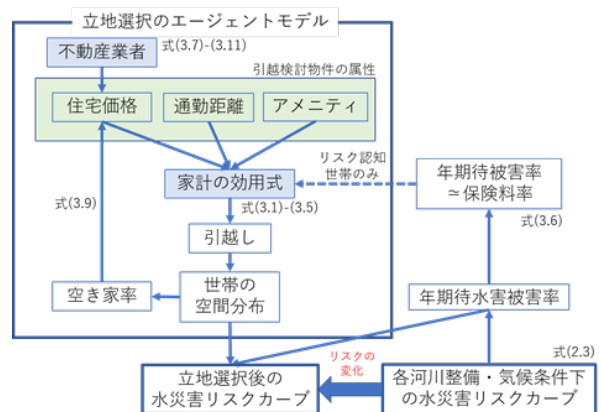 立地選択のエージェントモデル
不動産業者
式(3.7)-(3.11)
引越検討物件の属性
住宅価格
通勤距離
アメニティ
リスク認知
世帯のみ
年期待被害率
≃保険料率
家計の効用式
式(3.9)
式(3.1)-(3.5)
式(3.6)
引越し
空き家率
世帯の
空間分布
年期待水害被害率
式(2.3)
リスクの
変化
立地選択後の
水災害リスクカーブ
各河川整備・気候条件下
の水災害リスクカーブ